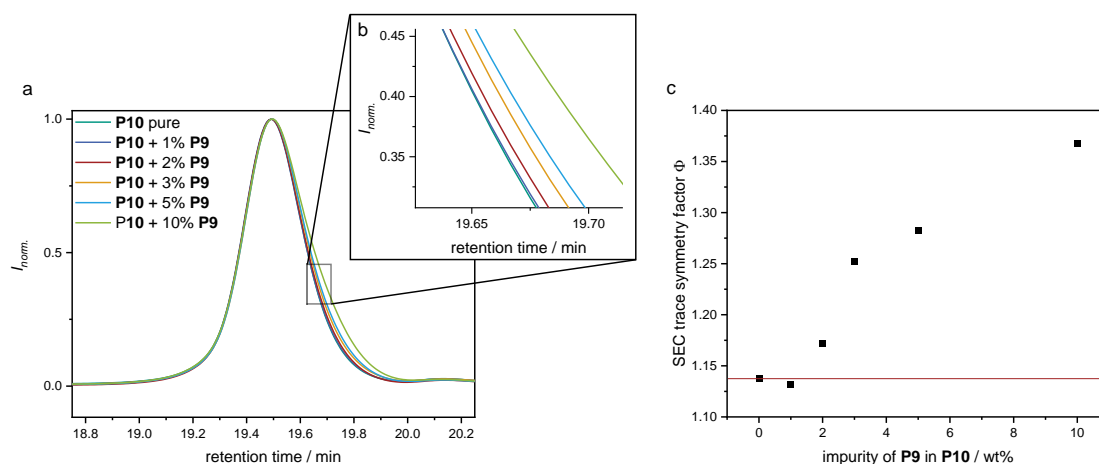 a
I norm.
1.0
0.5
0.0
P10 pure
P10 + 1% P9
P10 + 2% P9
P10 + 3% P9
P10 + 5% P9
P10 + 10% P9
18.8 19.0 19.2 19.4 19.6 19.8 20.0 20.2
retention time / min
b
I norm.
0.45
0.40
0.35
19.65 19.70
retention time / min
c
SEC trace symmetry factor Φ
1.40
1.35
1.30
1.25
1.20
1.15
1.10
0 2 4 6 8 10
impurity of P9 in P10 / wt%